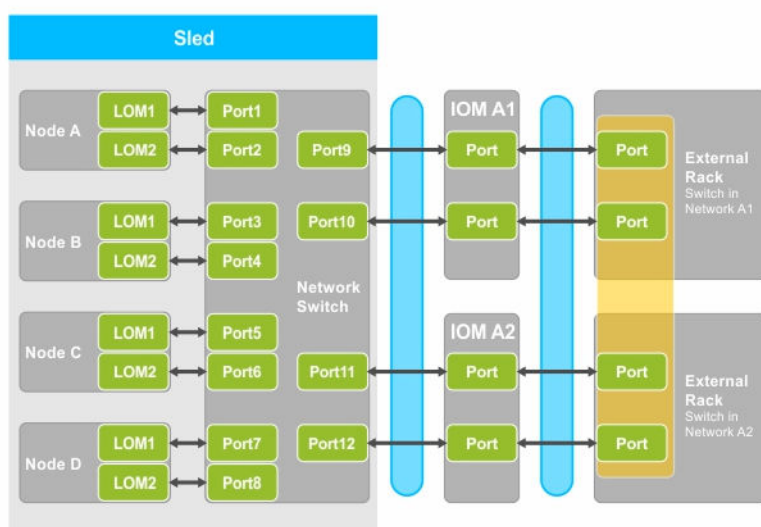 Sled
Node A
LOM1
Port1
LOM2
Port2
Port9
IOM A1
Port
Port
External
Rack
Switch in
Network A1
Node B
LOM1
Port3
LOM2
Port4
Port10
Port
Port
Network
Switch
Node C
LOM1
Port5
LOM2
Port6
Port11
IOM A2
Port
Port
External
Rack
Switch in
Network A2
Node D
LOM1
Port7
LOM2
Port8
Port12
Port
Port